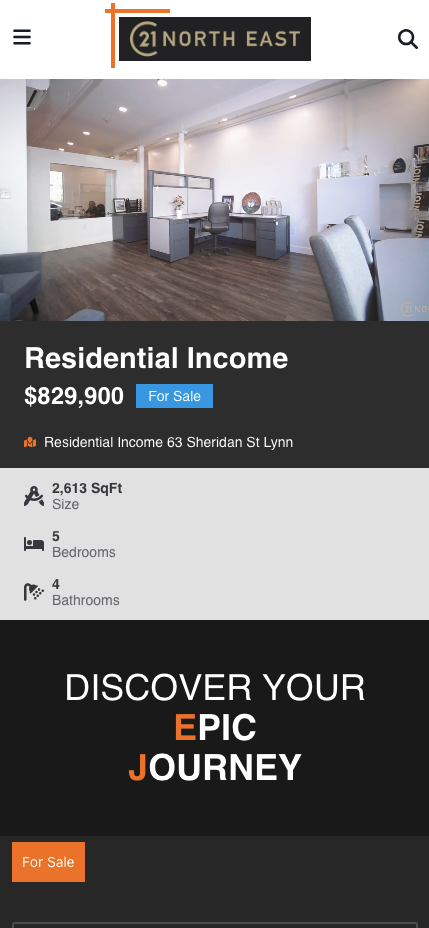 C21 NORTH EAST
Residential Income
$829,900
For Sale
Residential Income 63 Sheridan St Lynn
2,613 SqFt
Size
5
Bedrooms
4
Bathrooms
DISCOVER YOUR
EPIC
JOURNEY
For Sale